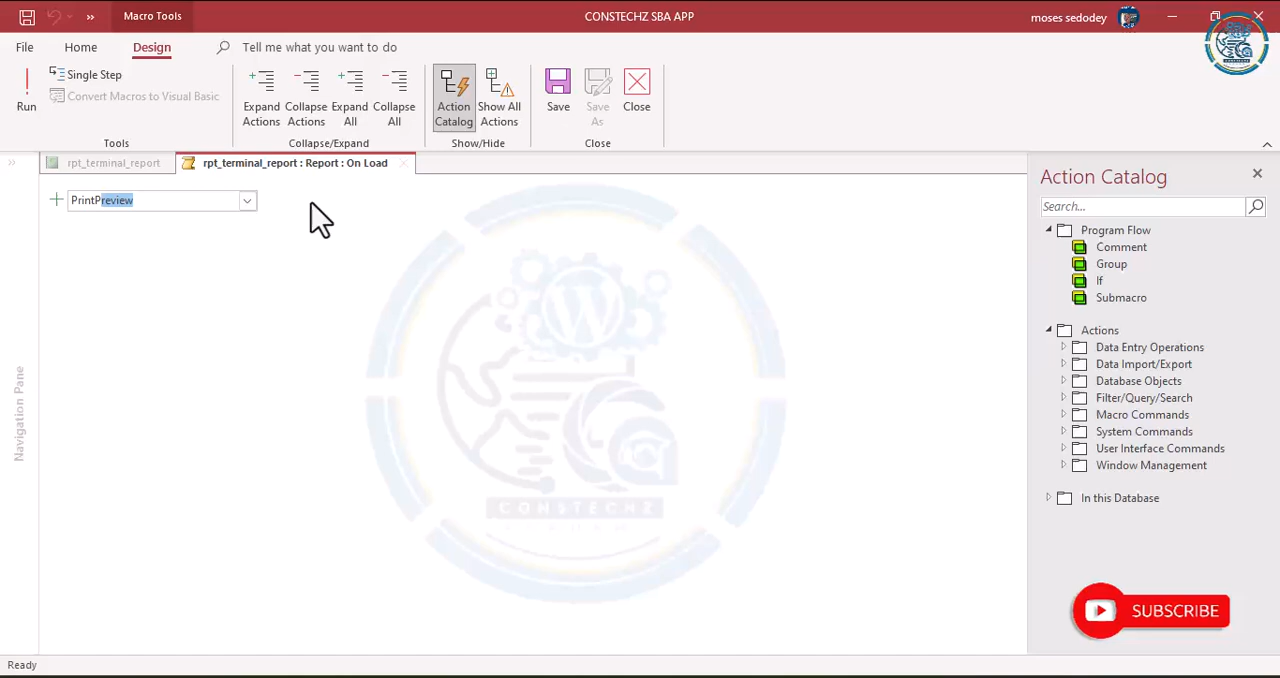 Macro Tools
CONSTECHZ SBA APP
moses sedodey
File
Home
Design
Tell me what you want to do
Run
Single Step
Convert Macros to Visual Basic
Tools
Expand Actions
Collapse Actions
Expand All
Collapse All
Collapse/Expand
Action Catalog
Show All Actions
Show/Hide
Save
Save As
Close
Close
rpt_terminal_report
rpt_terminal_report : Report : On Load
PrintPreview
Navigation Pane
CONSTECHZ
Action Catalog
Search...
Program Flow
Comment
Group
If
Submacro
Actions
Data Entry Operations
Data Import/Export
Database Objects
Filter/Query/Search
Macro Commands
System Commands
User Interface Commands
Window Management
In this Database
SUBSCRIBE
Ready